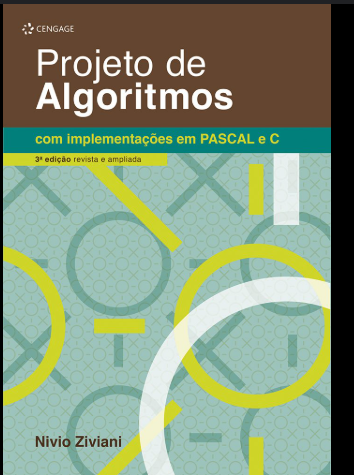 CENGAGE
Projeto de
Algoritmos
com implementações em PASCAL e C
3ª edição revista e ampliada
Nivio Ziviani